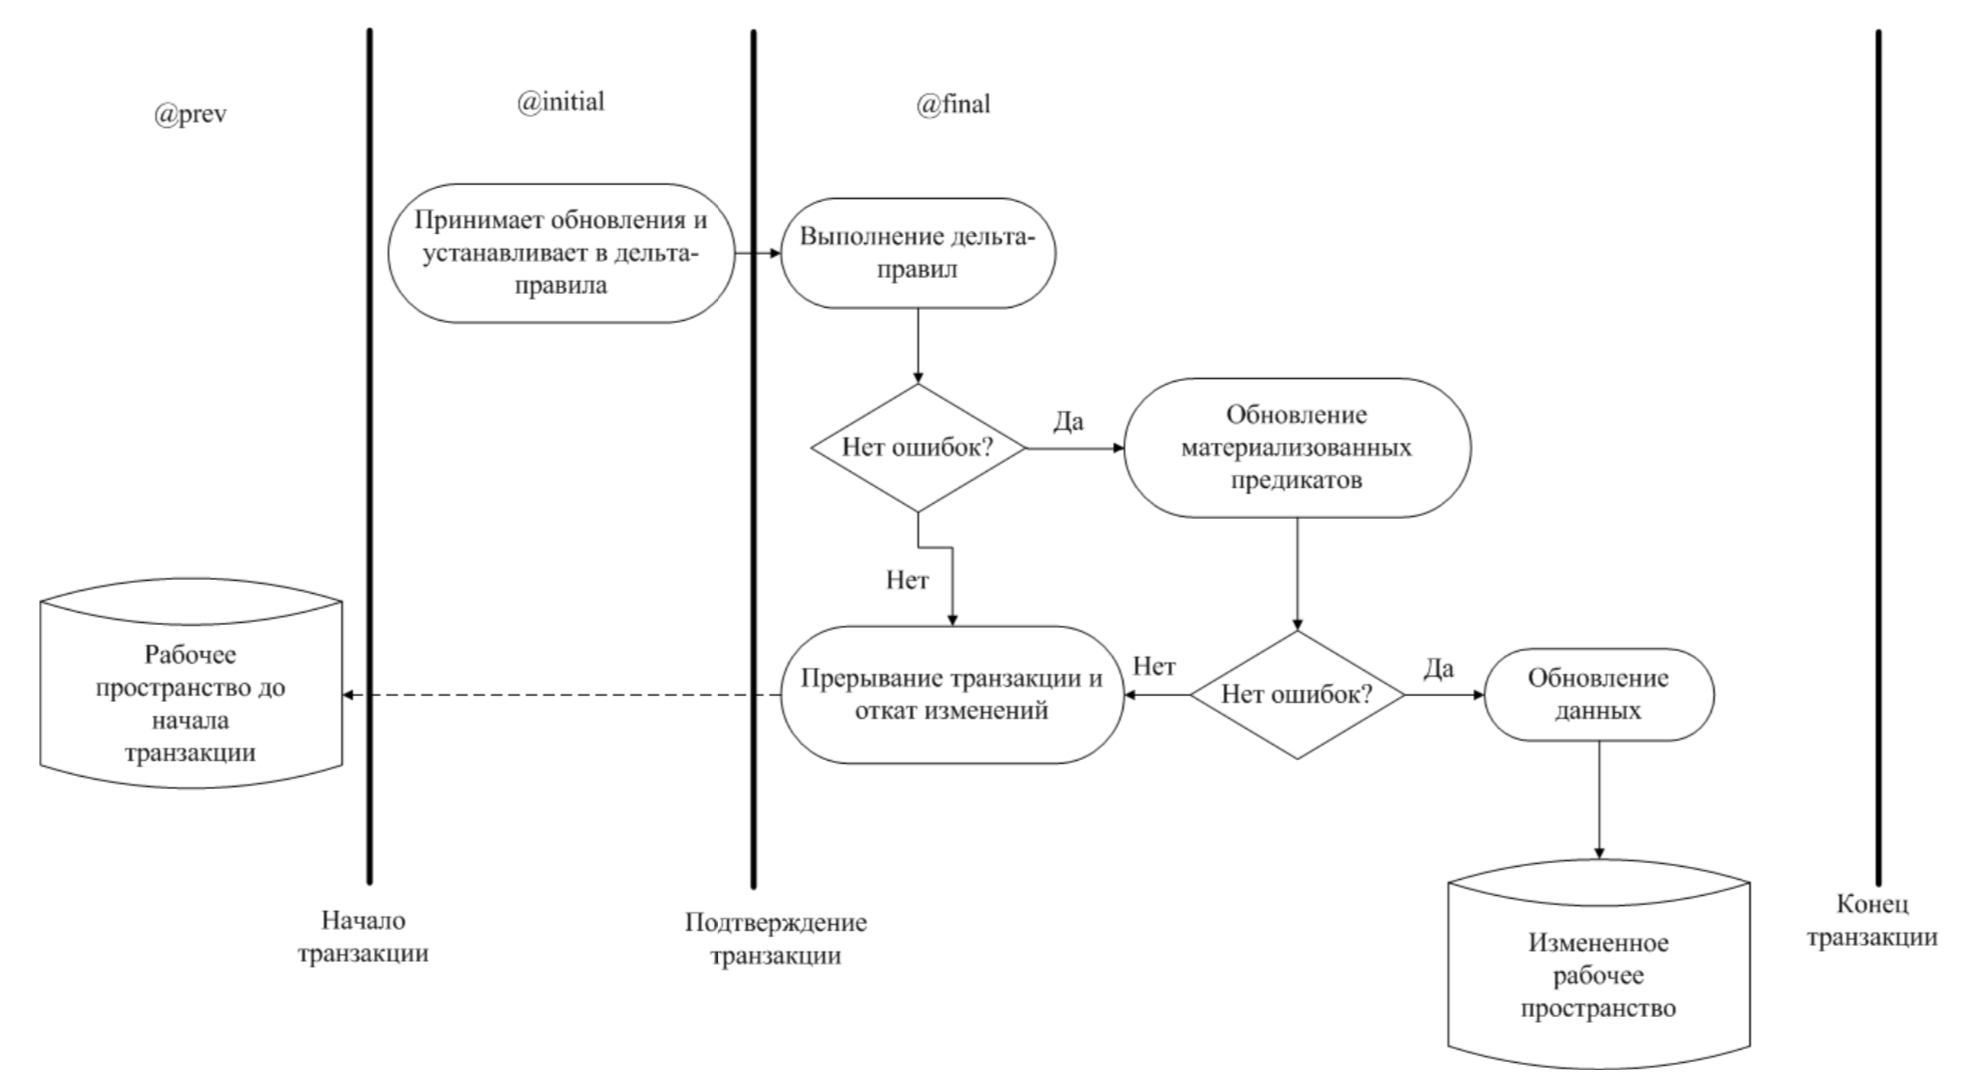 @prev
@initial
@final
Принимает обновления и
устанавливает в дельта-
правила
Выполнение дельта-
правил
Нет ошибок?
Да
Обновление
материализованных
предикатов
Нет
Рабочее
пространство до
начала
транзакции
Прерывание транзакции и
откат изменений
Нет
Нет ошибок?
Да
Обновление
данных
Измененное
рабочее
пространство
Начало
транзакции
Подтверждение
транзакции
Конец
транзакции